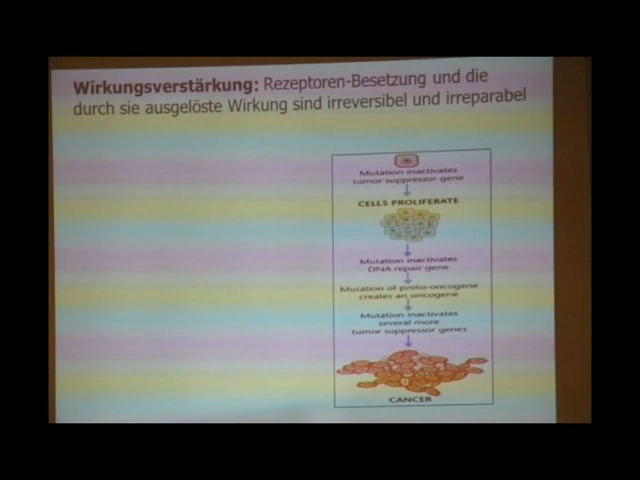 Wirkungsverstärkung: Rezeptoren-Besetzung und die
durch sie ausgelöste Wirkung sind irreversibel und irreparabel
Mutation inactivates
tumor suppressor gene
CELLS PROLIFERATE
Mutation inactivates
DNA repair gene
Mutation of proto-oncogene
creates an oncogene
Mutation inactivates
several more
tumor suppressor genes
CANCER